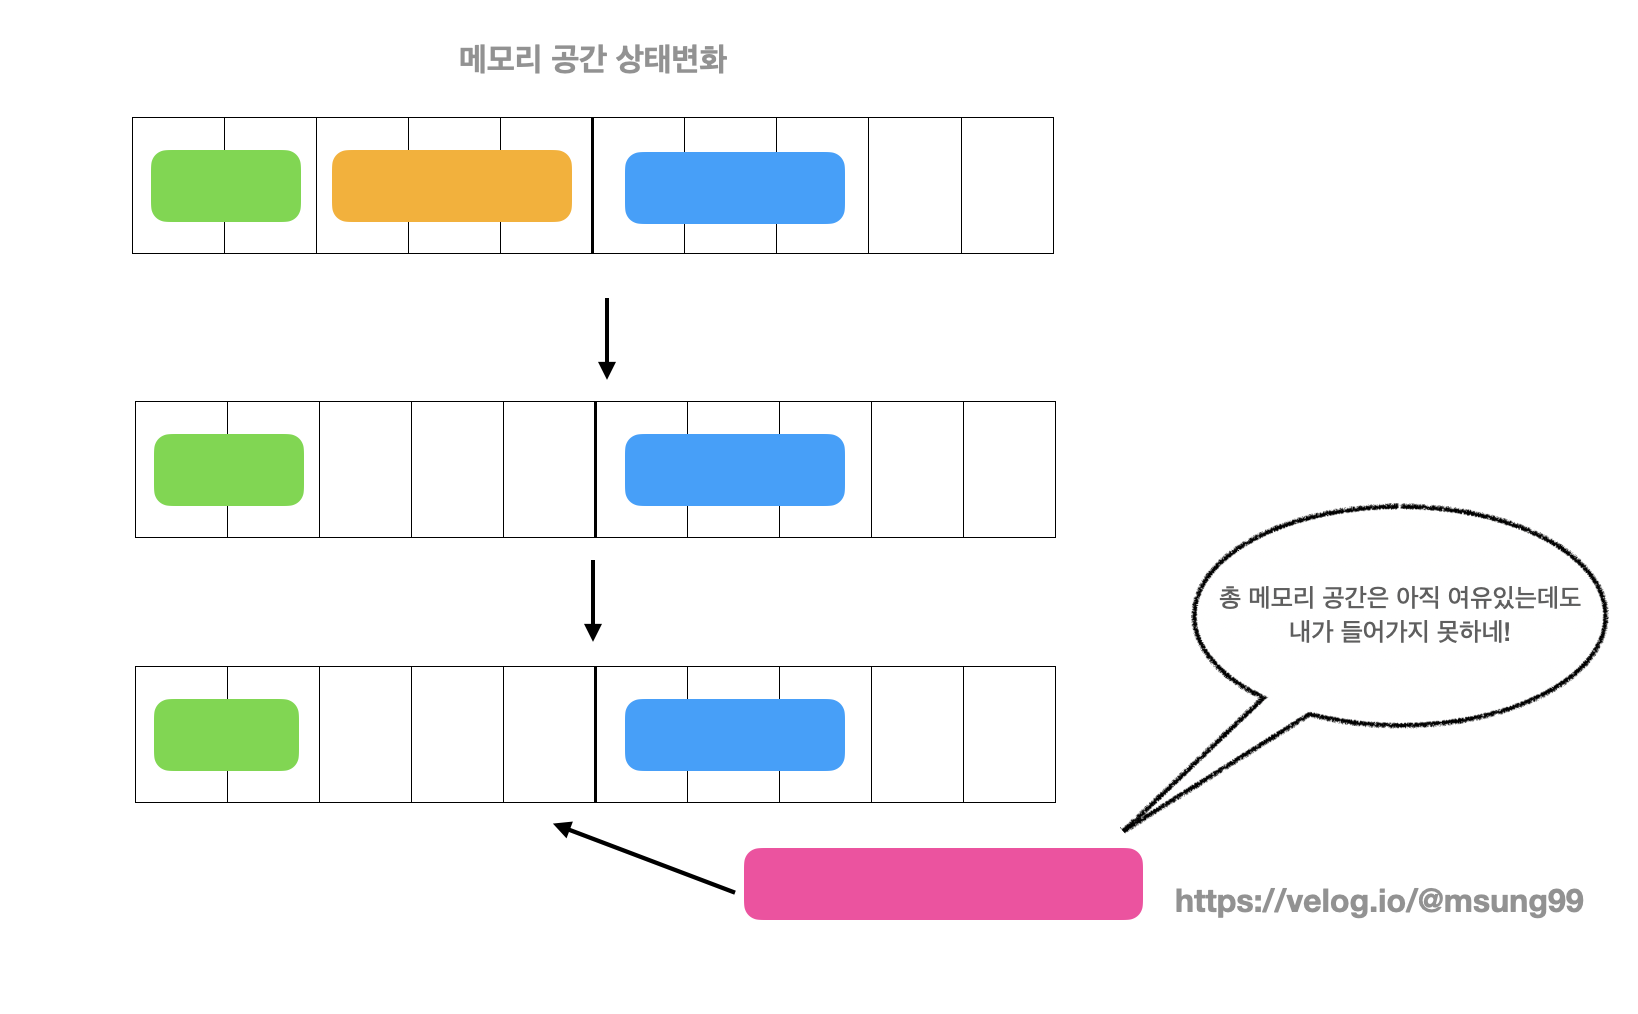 메모리 공간 상태변화
총 메모리 공간은 아직 여유있는데도
내가 들어가지 못하네!
https://velog.io/@msung99